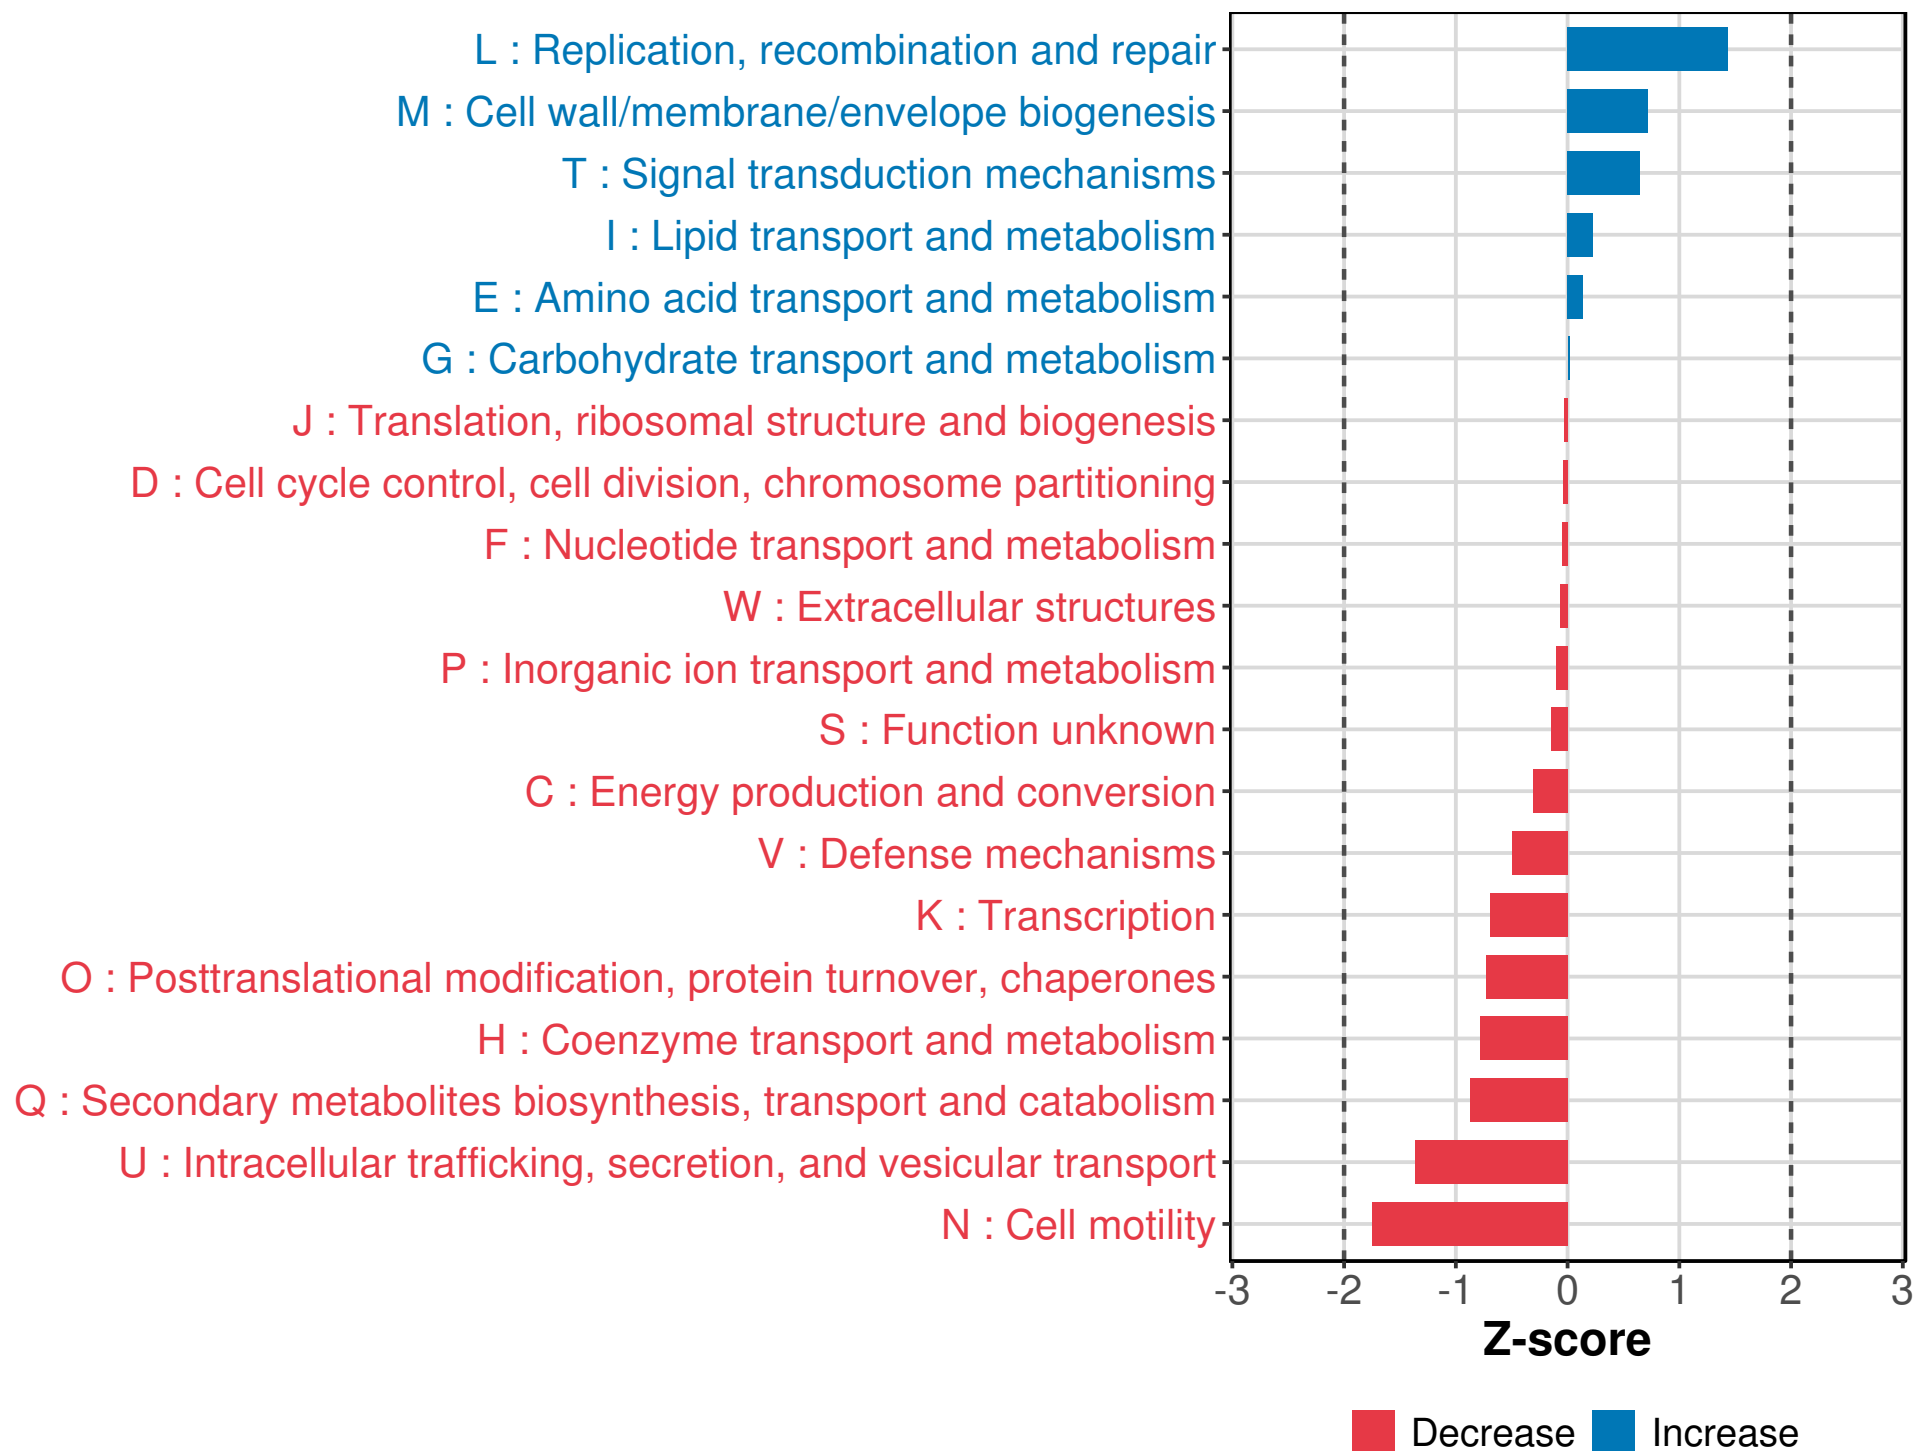 L : Replication, recombination and repair
M : Cell wall/membrane/envelope biogenesis
T : Signal transduction mechanisms
I : Lipid transport and metabolism
E : Amino acid transport and metabolism
G : Carbohydrate transport and metabolism
J : Translation, ribosomal structure and biogenesis
D : Cell cycle control, cell division, chromosome partitioning
F : Nucleotide transport and metabolism
W : Extracellular structures
P : Inorganic ion transport and metabolism
S : Function unknown
C : Energy production and conversion
V : Defense mechanisms
K : Transcription
O : Posttranslational modification, protein turnover, chaperones
H : Coenzyme transport and metabolism
Q : Secondary metabolites biosynthesis, transport and catabolism
U : Intracellular trafficking, secretion, and vesicular transport
N : Cell motility
-3 -2 -1 0 1 2 3
Z-score
Decrease Increase